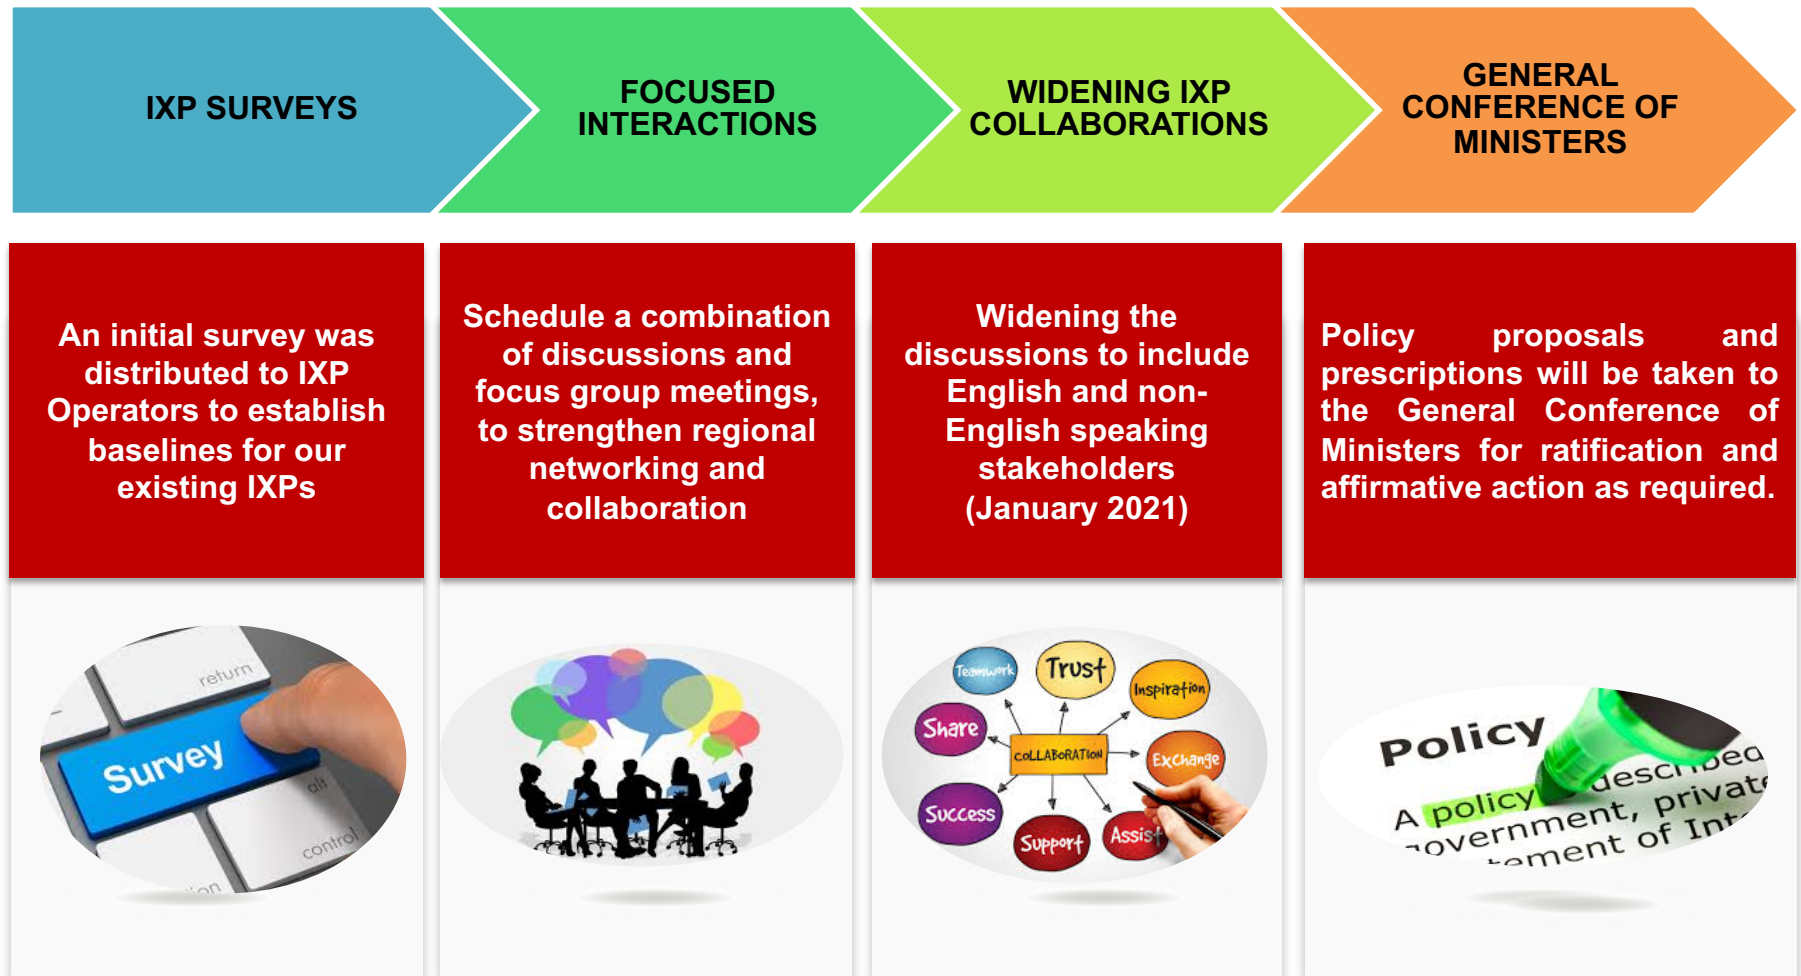 IXP SURVEYS
FOCUSED
INTERACTIONS
WIDENING IXP
COLLABORATIONS
GENERAL
CONFERENCE OF
MINISTERS
An initial survey was
distributed to IXP
Operators to establish
baselines for our
existing IXPs
Schedule a combination
of discussions and
focus group meetings,
to strengthen regional
networking and
collaboration
Widening the
discussions to include
English and non-
English speaking
stakeholders
(January 2021)
Policy proposals and
prescriptions will be taken to
the General Conference of
Ministers for ratification and
affirmative action as required.
return
Survey
alt
control
Teamwork
Trust
Inspiration
Share
COLLABORATION
Exchange
Success
Support
Assist
Policy
A policy
government, private
of